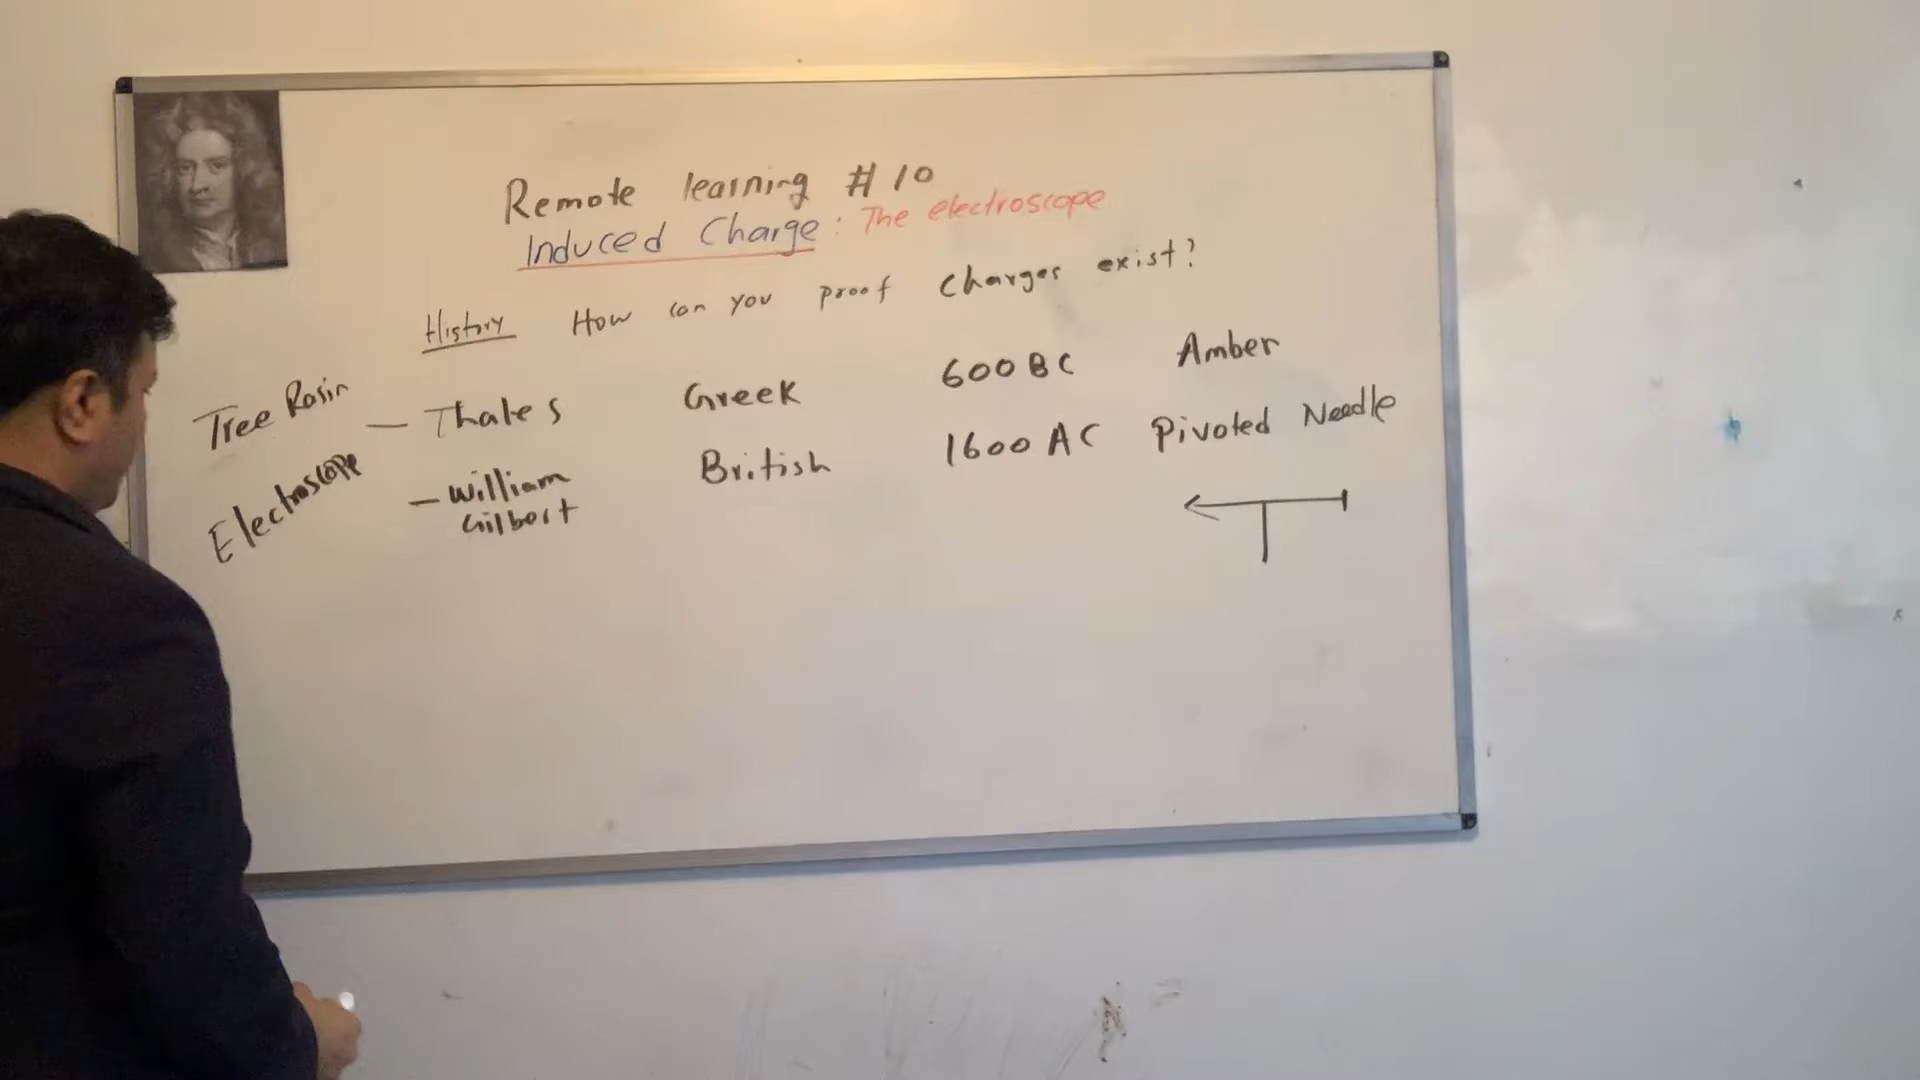 Remote learning # 10
Induced Charge: The electroscope
History How can you proof Charges exist?
Tree Rosin — Thales Greek 600 BC Amber
Electroscope — William Gilbert British 1600 AC Pivoted Needle